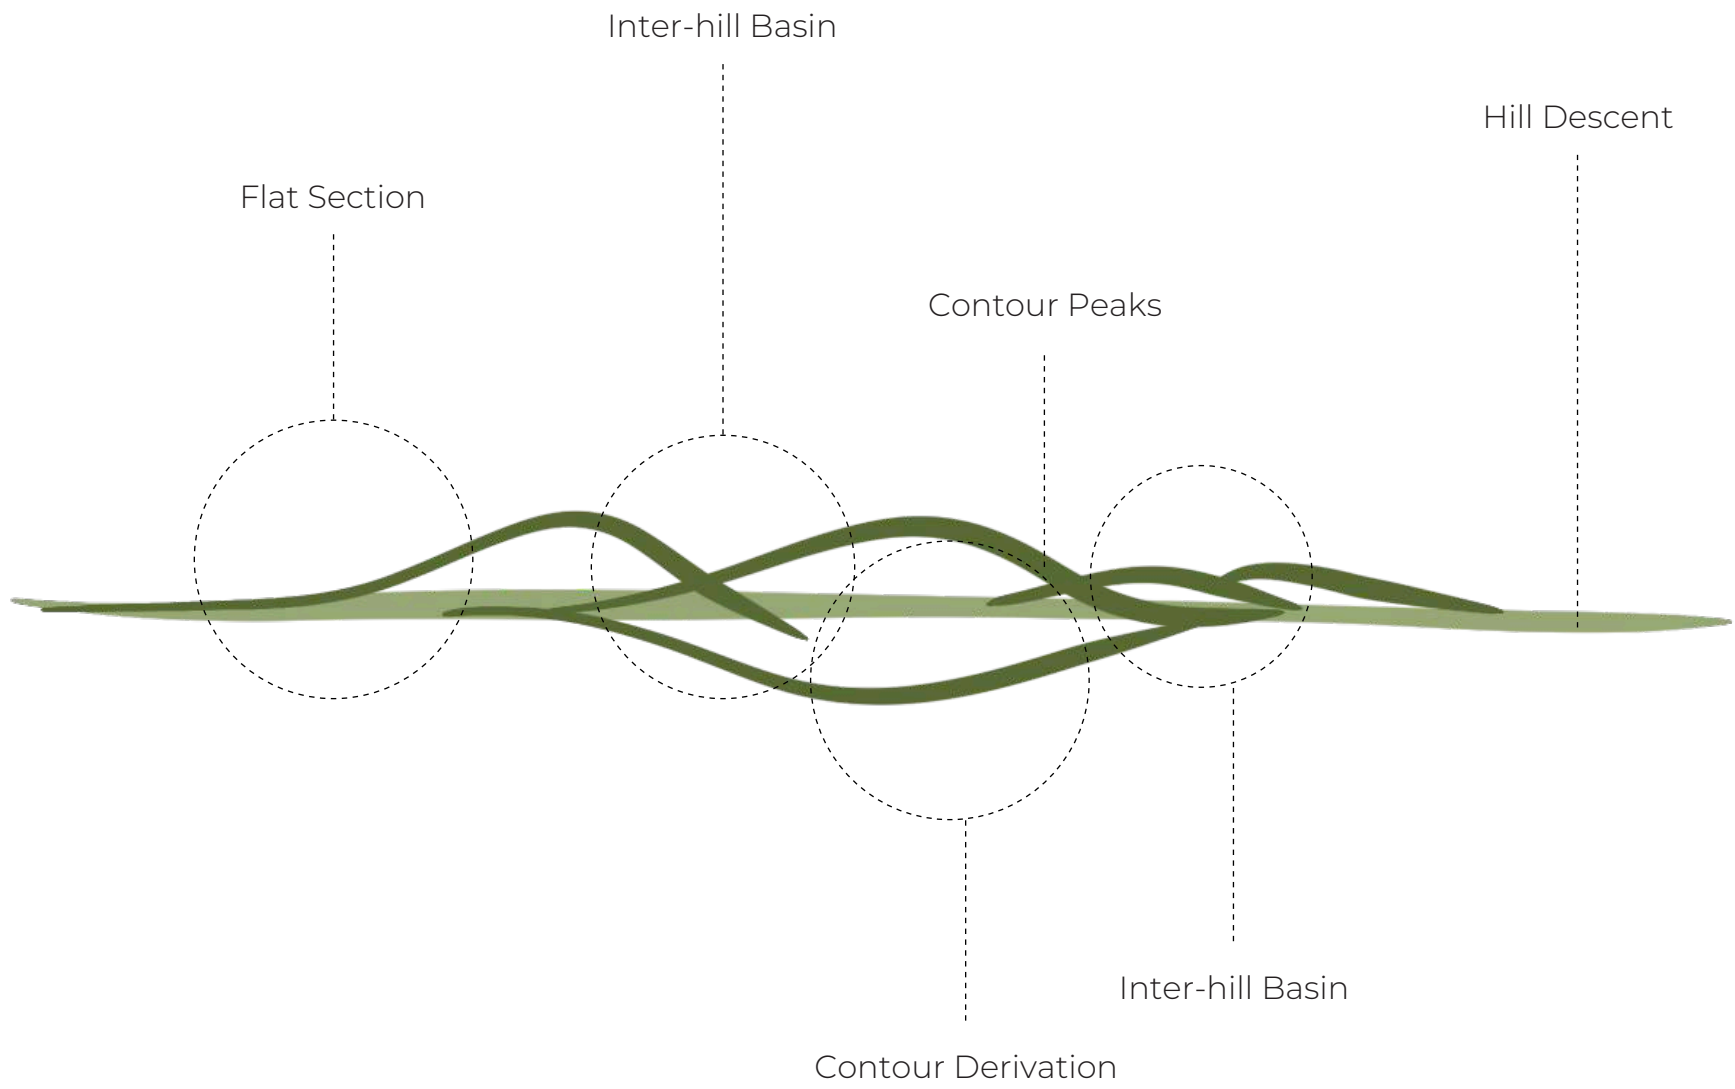 Inter-hill Basin
Hill Descent
Flat Section
Contour Peaks
Inter-hill Basin
Contour Derivation